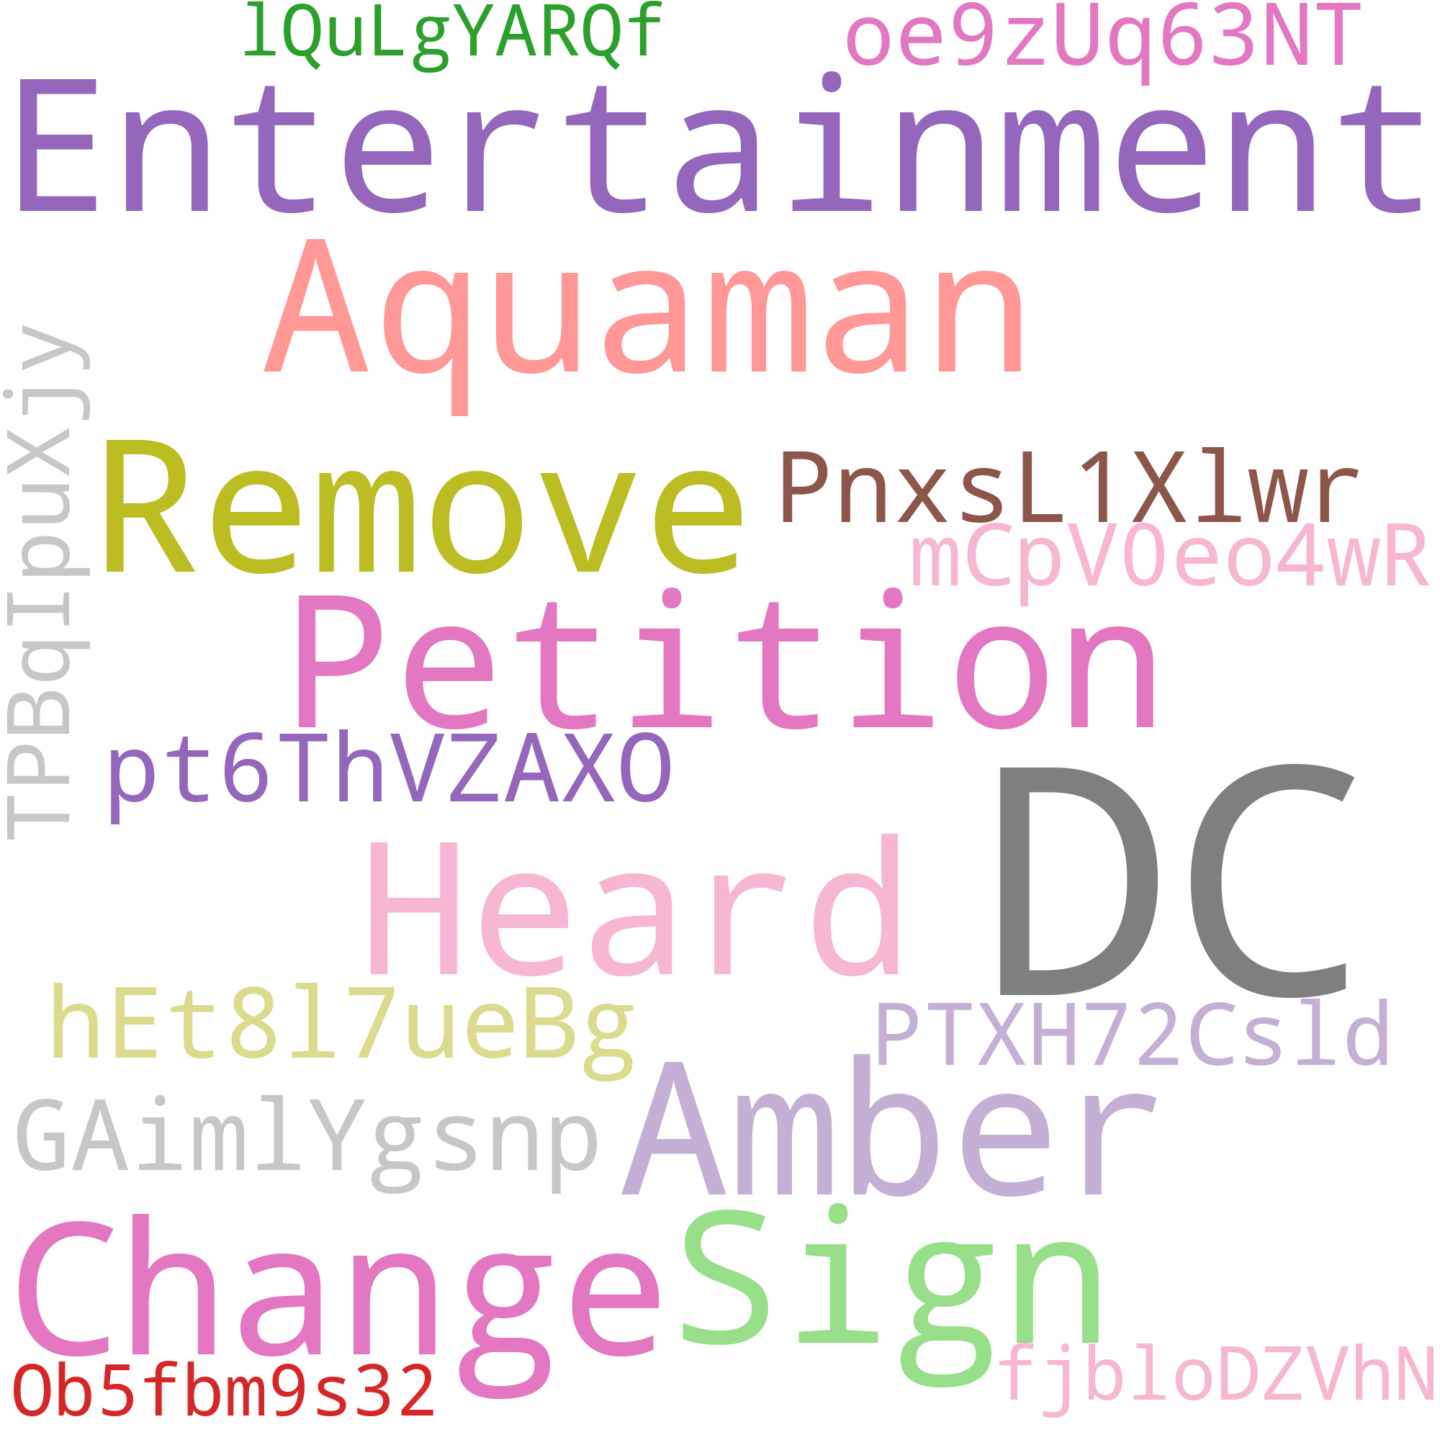 lQuLgYARQf
oe9zUq63NT
Entertainment
Aquaman
TPBqIpuXjy
Remove
PnxsL1Xlwr
mCpV0eo4wR
Petition
pt6ThVZAXO
DC
Heard
hEt8l7ueBg
PTXH72Csld
Amber
GAimlYgsnp
Change
Sign
Ob5fbm9s32
fjbloDZVhN